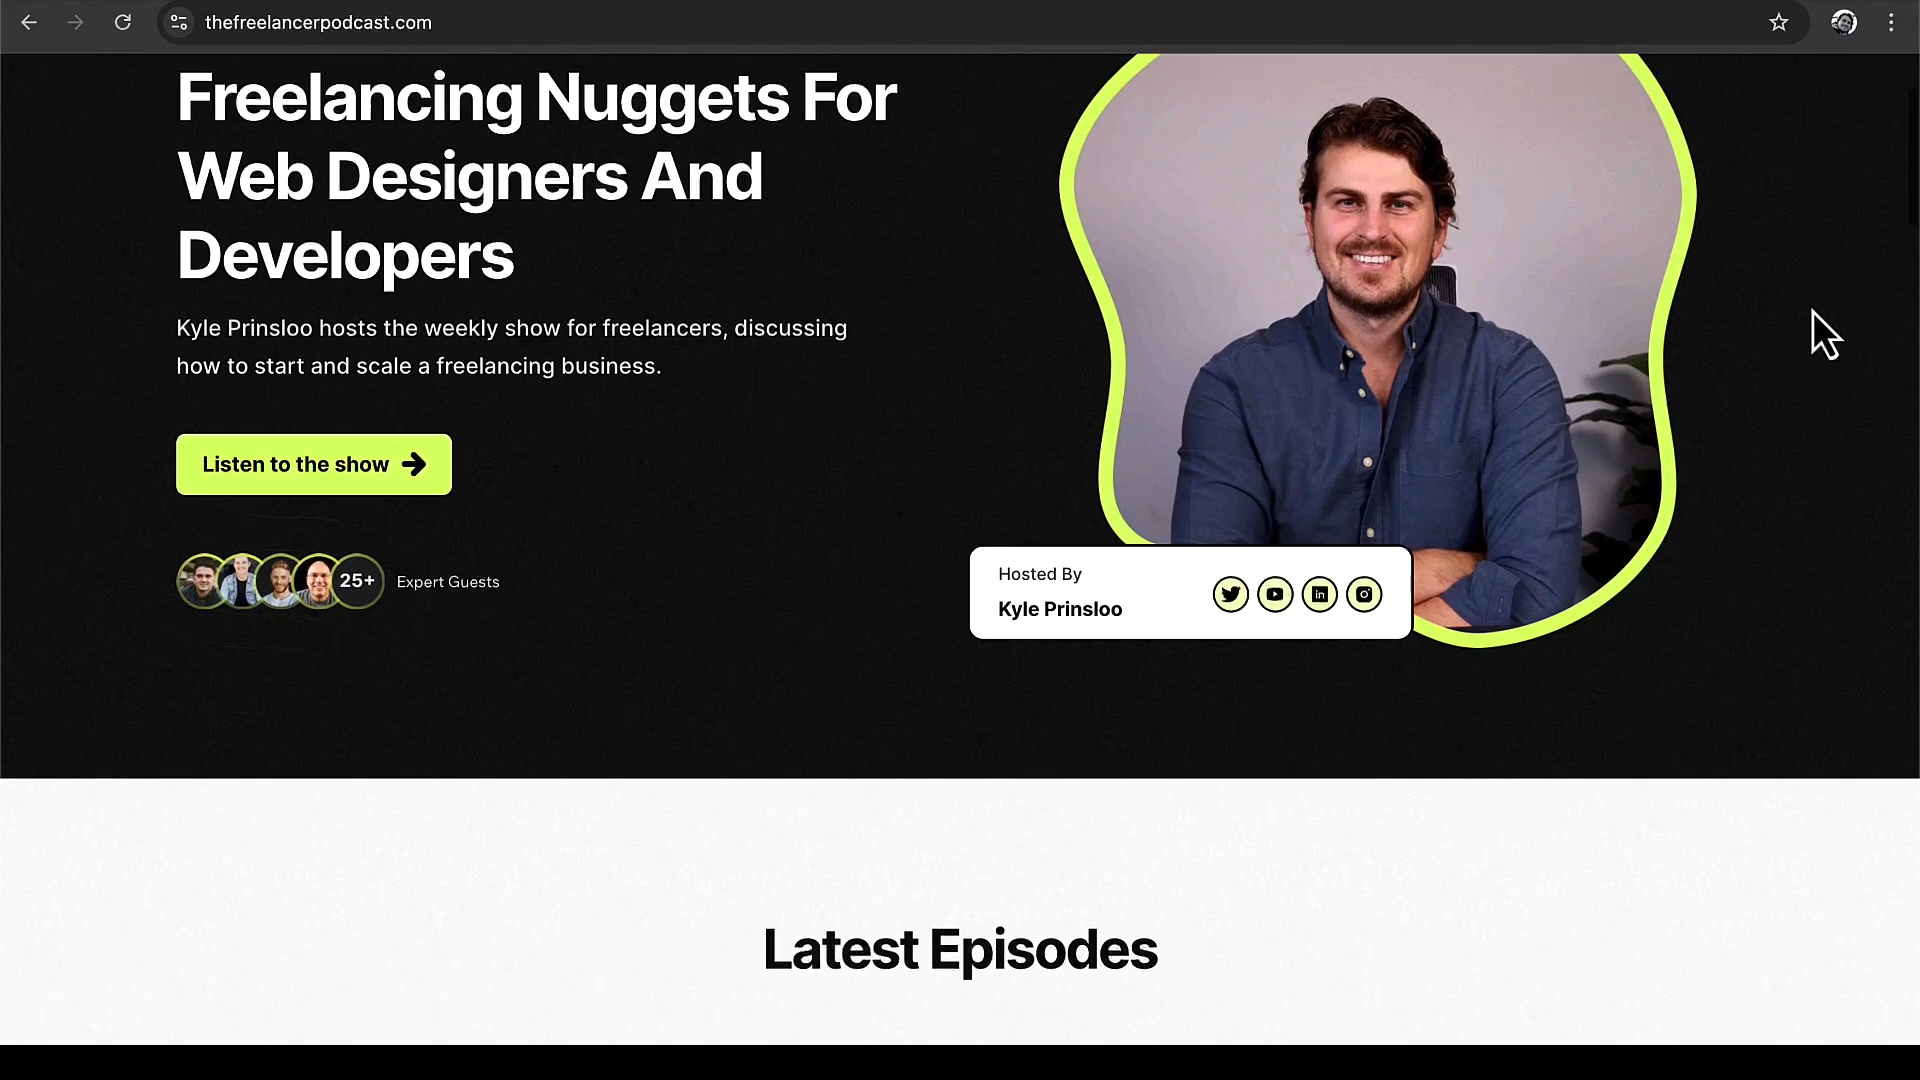 thefreelancerpodcast.com
Freelancing Nuggets For
Web Designers And
Developers
Kyle Prinsloo hosts the weekly show for freelancers, discussing
how to start and scale a freelancing business.
Listen to the show
25+
Expert Guests
Hosted By
Kyle Prinsloo
in
Latest Episodes